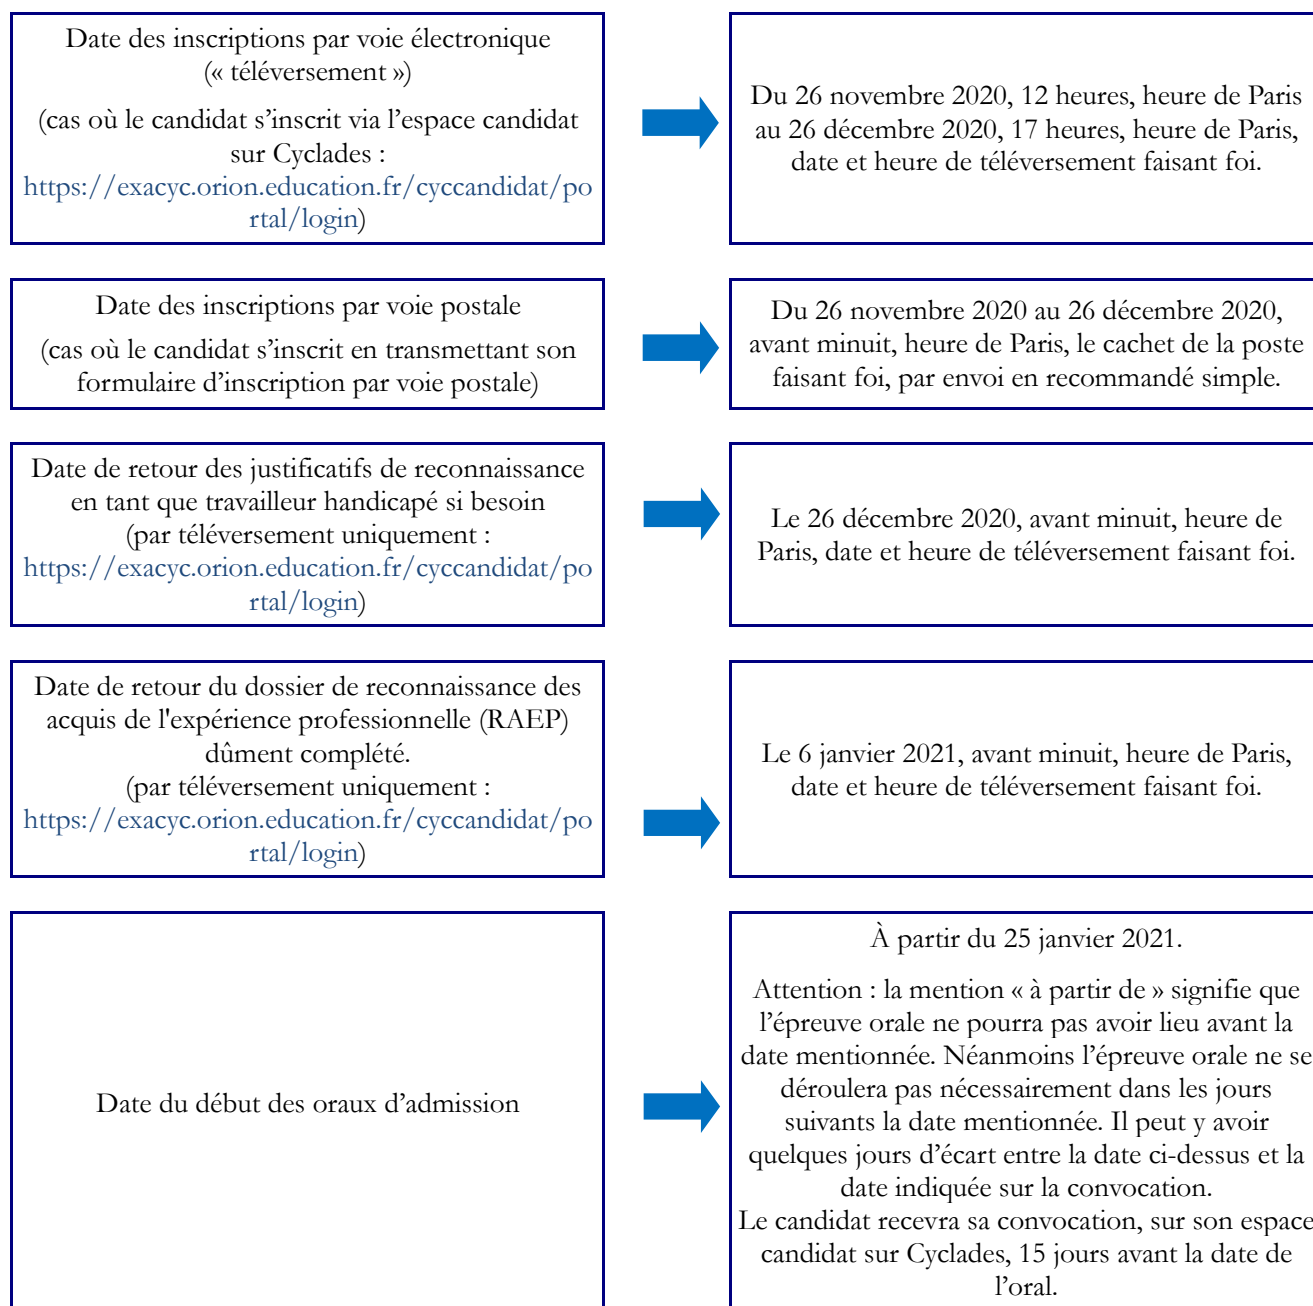 Date des inscriptions par voie électronique
(« téléversement »)
(cas où le candidat s’inscrit via l’espace candidat
sur Cyclades :
https://exacyc.orion.education.fr/cyccandidat/po
rtal/login)
Du 26 novembre 2020, 12 heures, heure de Paris
au 26 décembre 2020, 17 heures, heure de Paris,
date et heure de téléversement faisant foi.
Date des inscriptions par voie postale
(cas où le candidat s’inscrit en transmettant son
formulaire d’inscription par voie postale)
Du 26 novembre 2020 au 26 décembre 2020,
avant minuit, heure de Paris, le cachet de la poste
faisant foi, par envoi en recommandé simple.
Date de retour des justificatifs de reconnaissance
en tant que travailleur handicapé si besoin
(par téléversement uniquement :
https://exacyc.orion.education.fr/cyccandidat/po
rtal/login)
Le 26 décembre 2020, avant minuit, heure de
Paris, date et heure de téléversement faisant foi.
Date de retour du dossier de reconnaissance des
acquis de l'expérience professionnelle (RAEP)
dûment complété.
(par téléversement uniquement :
https://exacyc.orion.education.fr/cyccandidat/po
rtal/login)
Le 6 janvier 2021, avant minuit, heure de Paris,
date et heure de téléversement faisant foi.
Date du début des oraux d’admission
À partir du 25 janvier 2021.
Attention : la mention « à partir de » signifie que
l’épreuve orale ne pourra pas avoir lieu avant la
date mentionnée. Néanmoins l’épreuve orale ne se
déroulera pas nécessairement dans les jours
suivants la date mentionnée. Il peut y avoir
quelques jours d’écart entre la date ci-dessus et la
date indiquée sur la convocation.
Le candidat recevra sa convocation, sur son espace
candidat sur Cyclades, 15 jours avant la date de
l’oral.